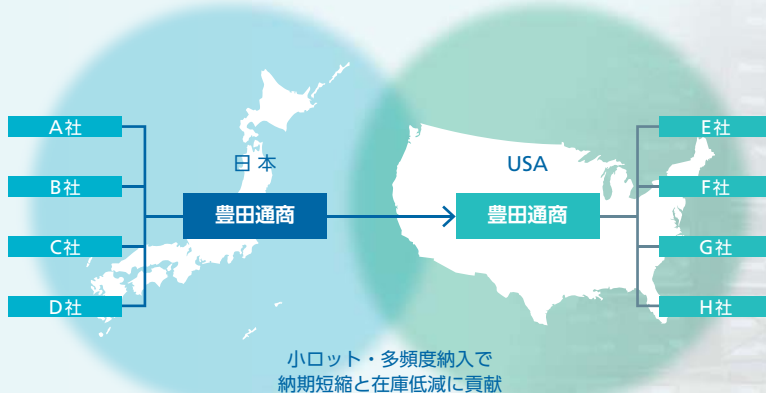 A社
B社
C社
D社
日本
豊田通商
USA
豊田通商
E社
F社
G社
H社
小ロット・多頻度納入で
納期短縮と在庫低減に貢献